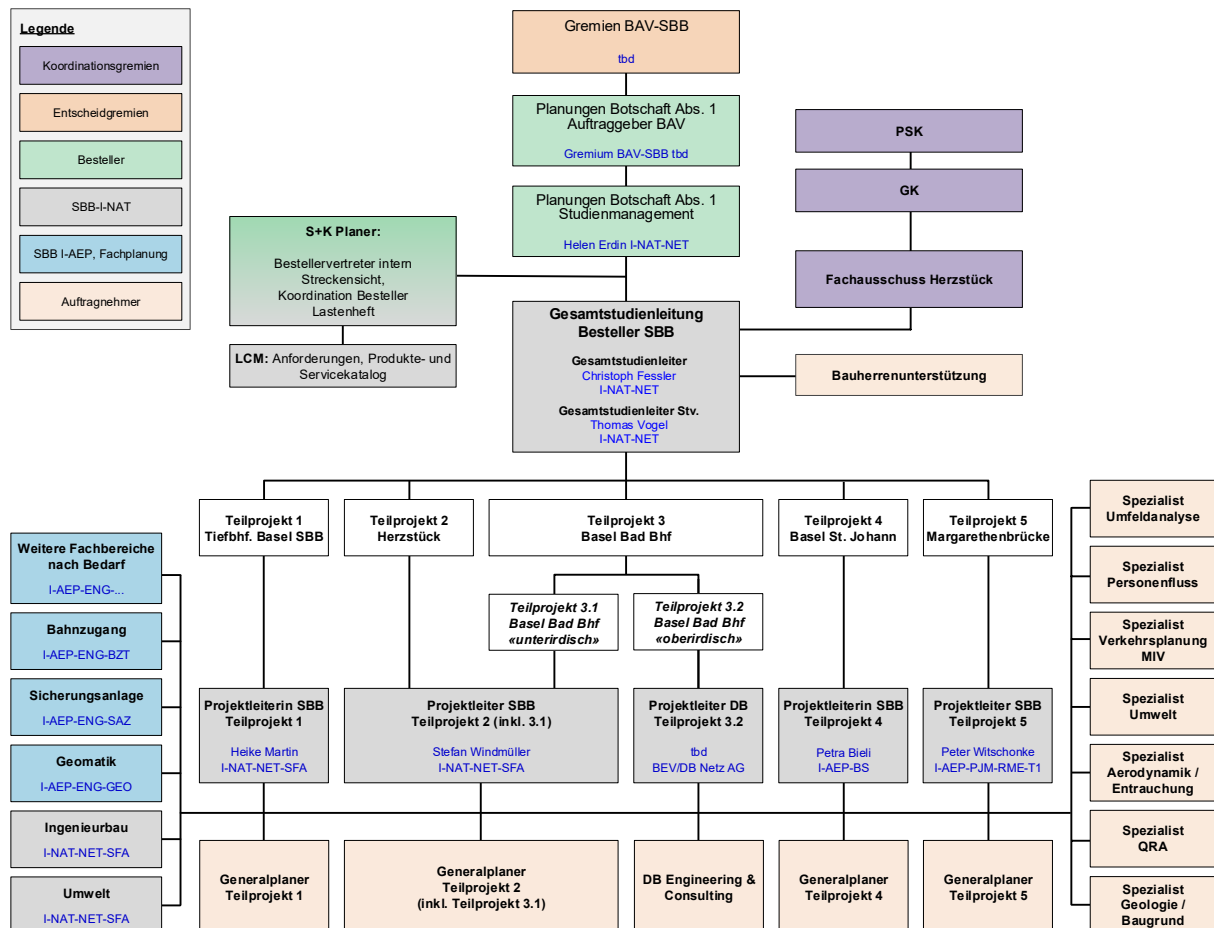 Legende
Koordinationsgremien
Entscheidgremien
Besteller
SBB-I-NAT
SBB I-AEP, Fachplanung
Auftragnehmer
Gremien BAV-SBB
tbd
Planungen Botschaft Abs. 1
Auftraggeber BAV
Gremium BAV-SBB tbd
Planungen Botschaft Abs. 1
Studienmanagement
Helen Erdin I-NAT-NET
PSK
GK
Fachausschuss Herzstück
S+K Planer:
Bestellervertreter intern
Streckensicht,
Koordination Besteller
Lastenheft
LCM: Anforderungen, Produkte- und
Servicekatalog
Gesamtstudienleitung
Besteller SBB
Gesamtstudienleiter
Christoph Fessler
I-NAT-NET
Gesamtstudienleiter Stv.
Thomas Vogel
I-NAT-NET
Bauherrenunterstützung
Teilprojekt 1
Tiefbhf. Basel SBB
Teilprojekt 2
Herzstück
Teilprojekt 3
Basel Bad Bhf
Teilprojekt 4
Basel St. Johann
Teilprojekt 5
Margarethenbrücke
Teilprojekt 3.1
Basel Bad Bhf
«unterirdisch»
Teilprojekt 3.2
Basel Bad Bhf
«oberirdisch»
Projektleiterin SBB
Teilprojekt 1
Heike Martin
I-NAT-NET-SFA
Projektleiter SBB
Teilprojekt 2 (inkl. 3.1)
Stefan Windmüller
I-NAT-NET-SFA
Projektleiter DB
Teilprojekt 3.2
tbd
BEV/DB Netz AG
Projektleiterin SBB
Teilprojekt 4
Petra Bieli
I-AEP-BS
Projektleiter SBB
Teilprojekt 5
Peter Witschonke
I-AEP-PJM-RME-T1
Generalplaner
Teilprojekt 1
Generalplaner
Teilprojekt 2
(inkl. Teilprojekt 3.1)
DB Engineering &
Consulting
Generalplaner
Teilprojekt 4
Generalplaner
Teilprojekt 5
Weitere Fachbereiche
nach Bedarf
I-AEP-ENG-...
Bahnzugang
I-AEP-ENG-BZT
Sicherungsanlage
I-AEP-ENG-SAZ
Geomatik
I-AEP-ENG-GEO
Ingenieurbau
I-NAT-NET-SFA
Umwelt
I-NAT-NET-SFA
Spezialist
Umfeldanalyse
Spezialist
Personenfluss
Spezialist
Verkehrsplanung
MIV
Spezialist
Umwelt
Spezialist
Aerodynamik /
Entrauchung
Spezialist
QRA
Spezialist
Geologie /
Baugrund